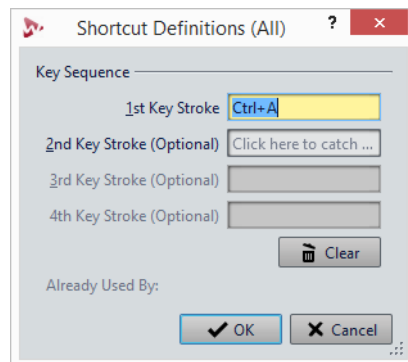 Shortcut Definitions (All) ? ×
Key Sequence
1st Key Stroke Ctrl+A
2nd Key Stroke (Optional) Click here to catch ...
3rd Key Stroke (Optional)
4th Key Stroke (Optional)
Clear
Already Used By:
OK Cancel